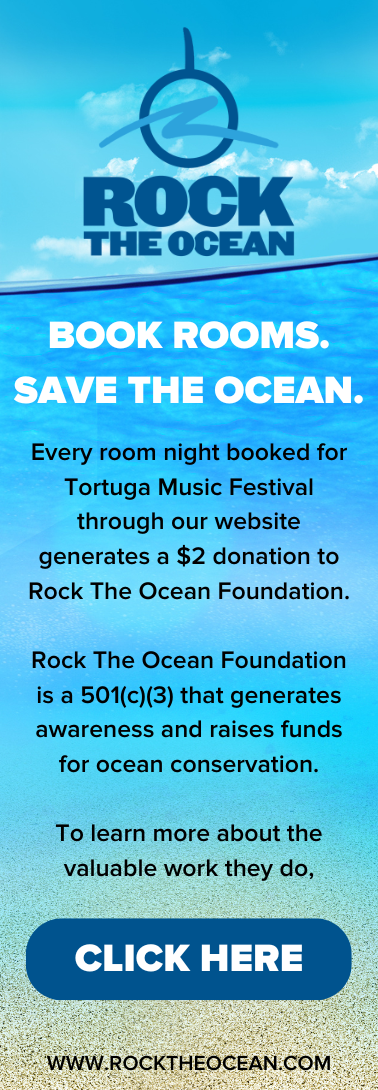 ROCK
THE OCEAN
BOOK ROOMS.
SAVE THE OCEAN.
Every room night booked for
Tortuga Music Festival
through our website
generates a $2 donation to
Rock The Ocean Foundation.
Rock The Ocean Foundation
is a 501(c)(3) that generates
awareness and raises funds
for ocean conservation.
To learn more about the
valuable work they do,
CLICK HERE
WWW.ROCKTHEOCEAN.COM